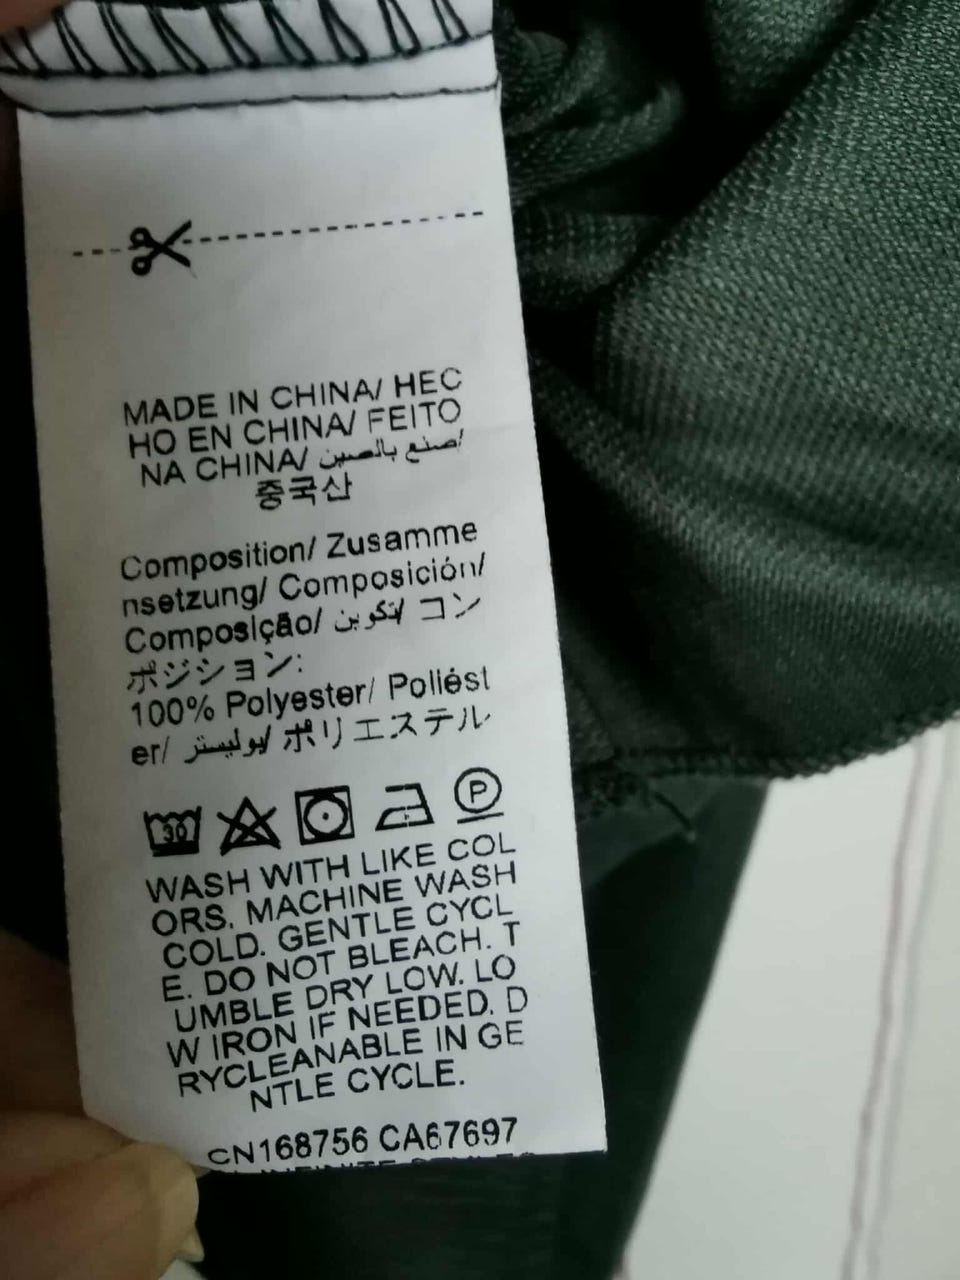 MADE IN CHINA/ HEC
HO EN CHINA/ FEITO
NA CHINA/ صنع بالصين/
중국산
Composition/ Zusamme
nsetzung/ Composición/
Composição/ تكوين/ コン
ポジション:
100% Polyester/ Poliést
er/ بوليستر/ ポリエステル
30
P
WASH WITH LIKE COL
ORS. MACHINE WASH
COLD. GENTLE CYCL
E. DO NOT BLEACH. T
UMBLE DRY LOW. LO
W IRON IF NEEDED. D
RYCLEANABLE IN GE
NTLE CYCLE.
CN168756 CA67697